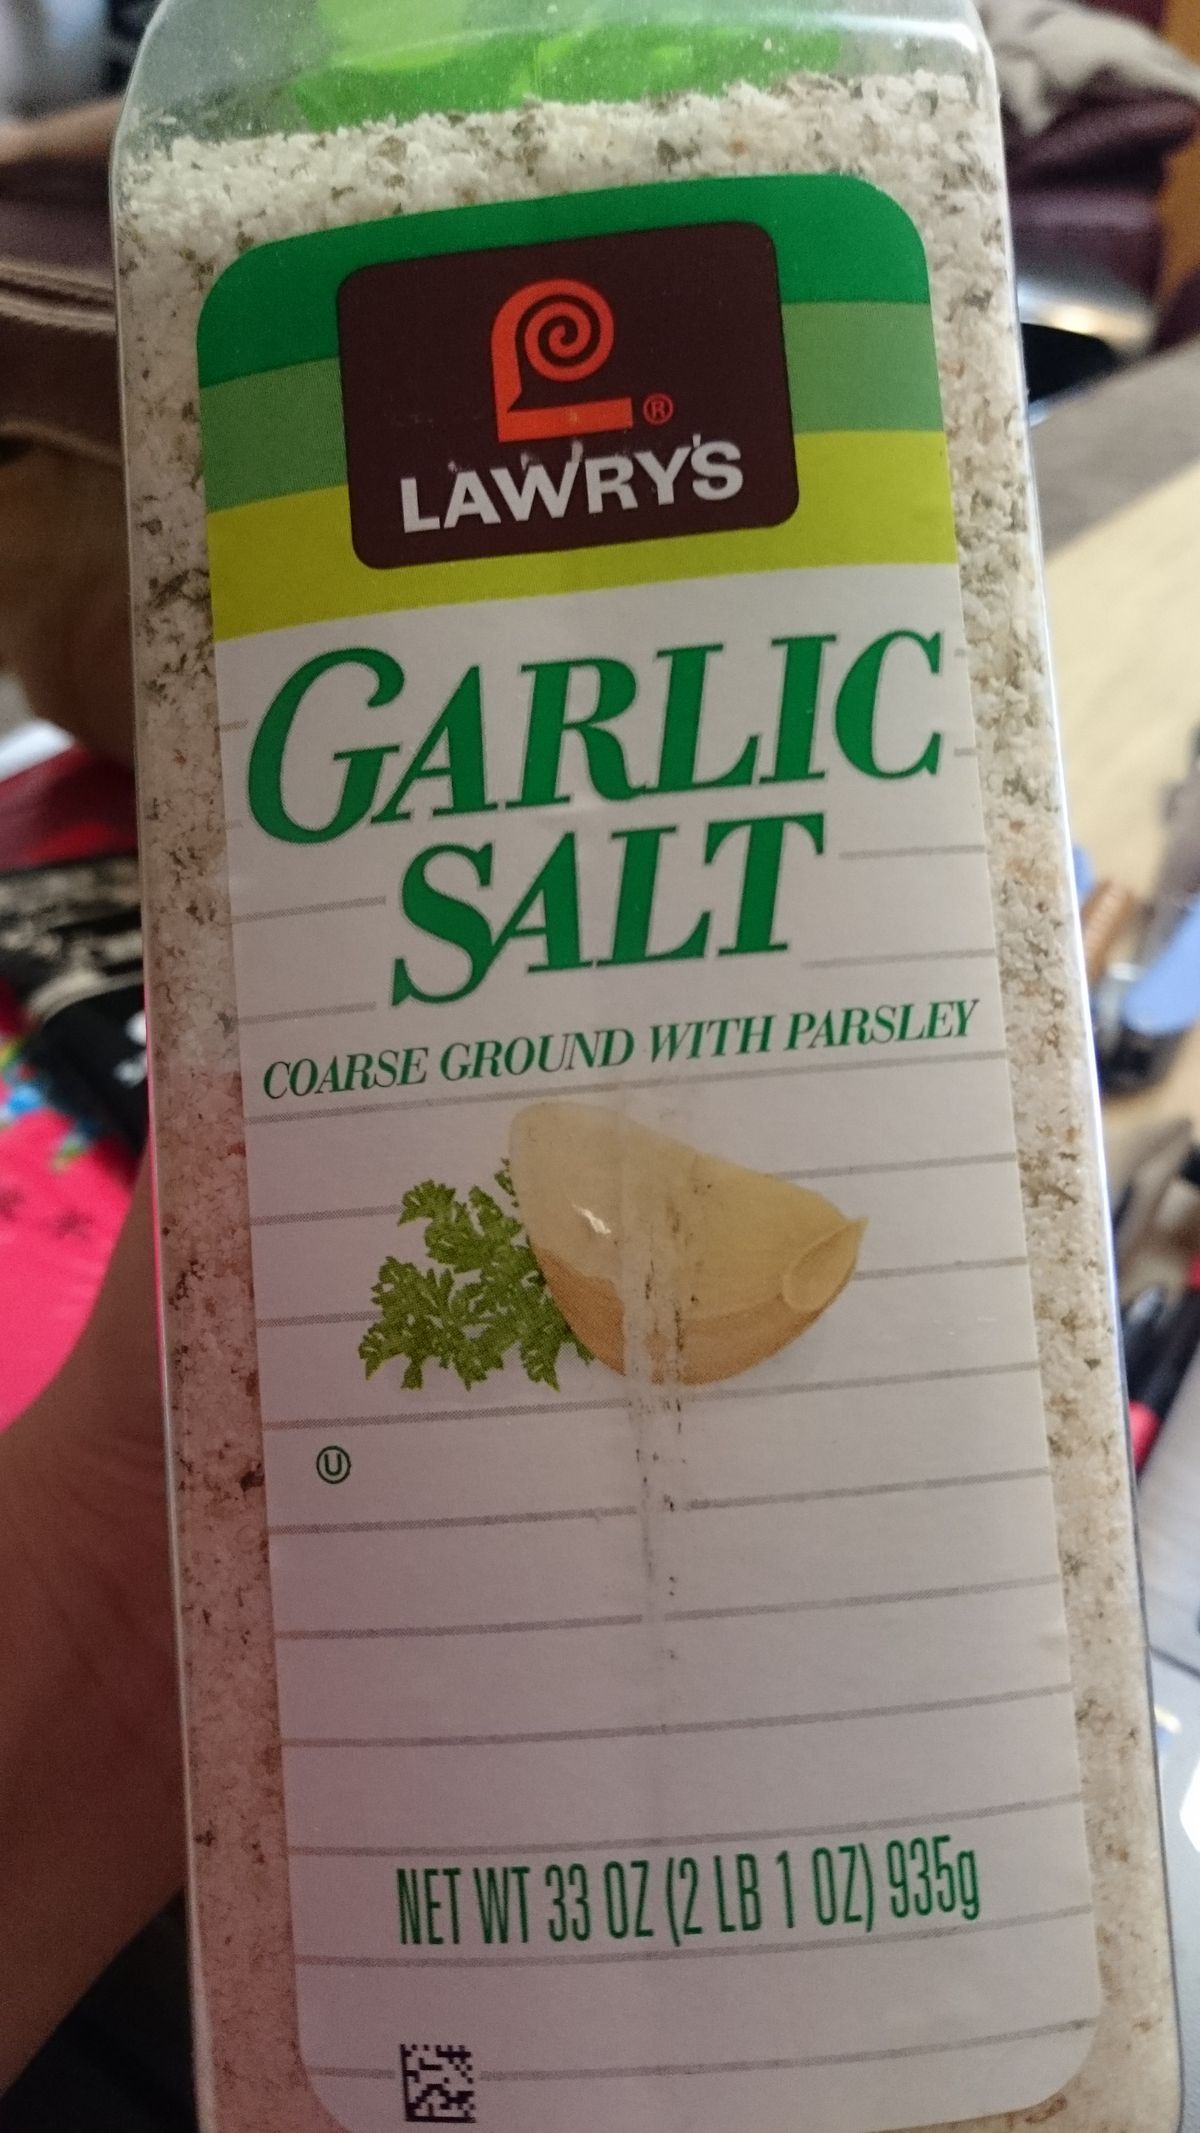 ®
LAWRY'S
GARLIC
SALT
COARSE GROUND WITH PARSLEY
U
NET WT 33 OZ (2 LB 1 OZ) 935g